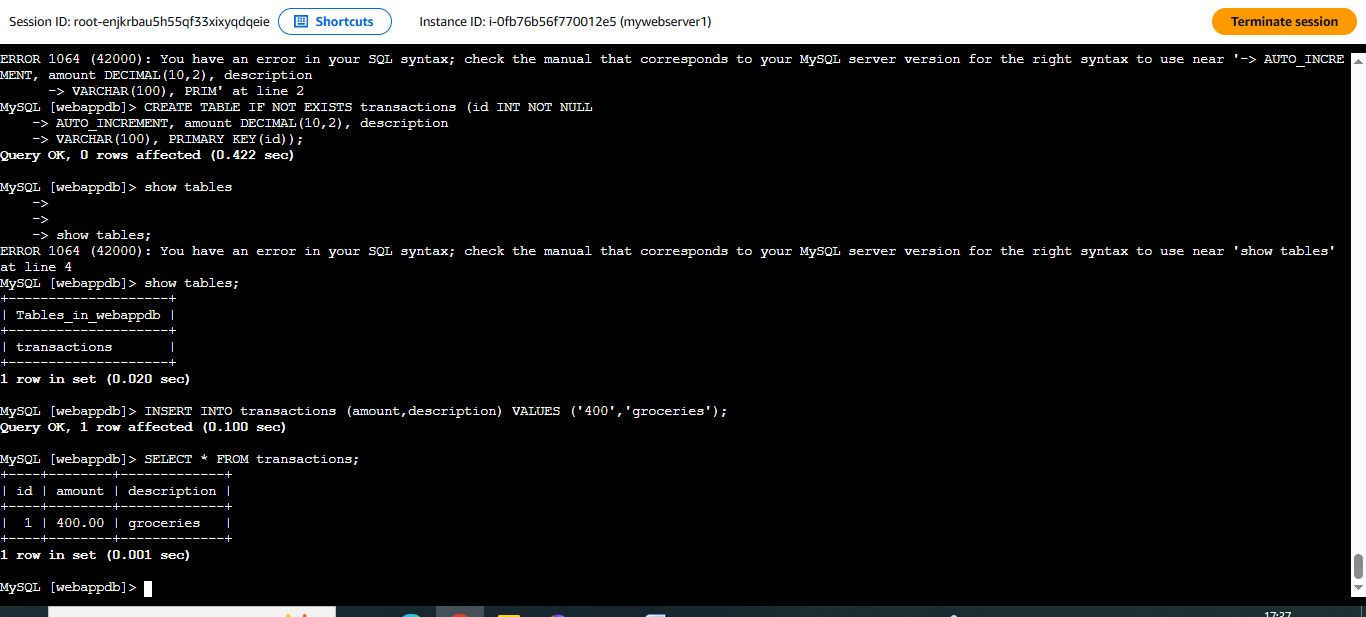 Session ID: root-enjkrbau5h55qf33xixyqdqeie Shortcuts Instance ID: i-0fb76b56f770012e5 (mywebserver1) Terminate session
ERROR 1064 (42000): You have an error in your SQL syntax; check the manual that corresponds to your MySQL server version for the right syntax to use near '-> AUTO_INCRE
MENT, amount DECIMAL(10,2), description
-> VARCHAR(100), PRIM' at line 2
MySQL [webappdb]> CREATE TABLE IF NOT EXISTS transactions (id INT NOT NULL
-> AUTO_INCREMENT, amount DECIMAL(10,2), description
-> VARCHAR(100), PRIMARY KEY(id));
Query OK, 0 rows affected (0.422 sec)
MySQL [webappdb]> show tables
->
->
-> show tables;
ERROR 1064 (42000): You have an error in your SQL syntax; check the manual that corresponds to your MySQL server version for the right syntax to use near 'show tables'
at line 4
MySQL [webappdb]> show tables;
+--------------------+
| Tables_in_webappdb |
+--------------------+
| transactions       |
+--------------------+
1 row in set (0.020 sec)
MySQL [webappdb]> INSERT INTO transactions (amount,description) VALUES ('400','groceries');
Query OK, 1 row affected (0.100 sec)
MySQL [webappdb]> SELECT * FROM transactions;
+----+--------+-------------+
| id | amount | description |
+----+--------+-------------+
|  1 | 400.00 | groceries   |
+----+--------+-------------+
1 row in set (0.001 sec)
MySQL [webappdb]>
17:37